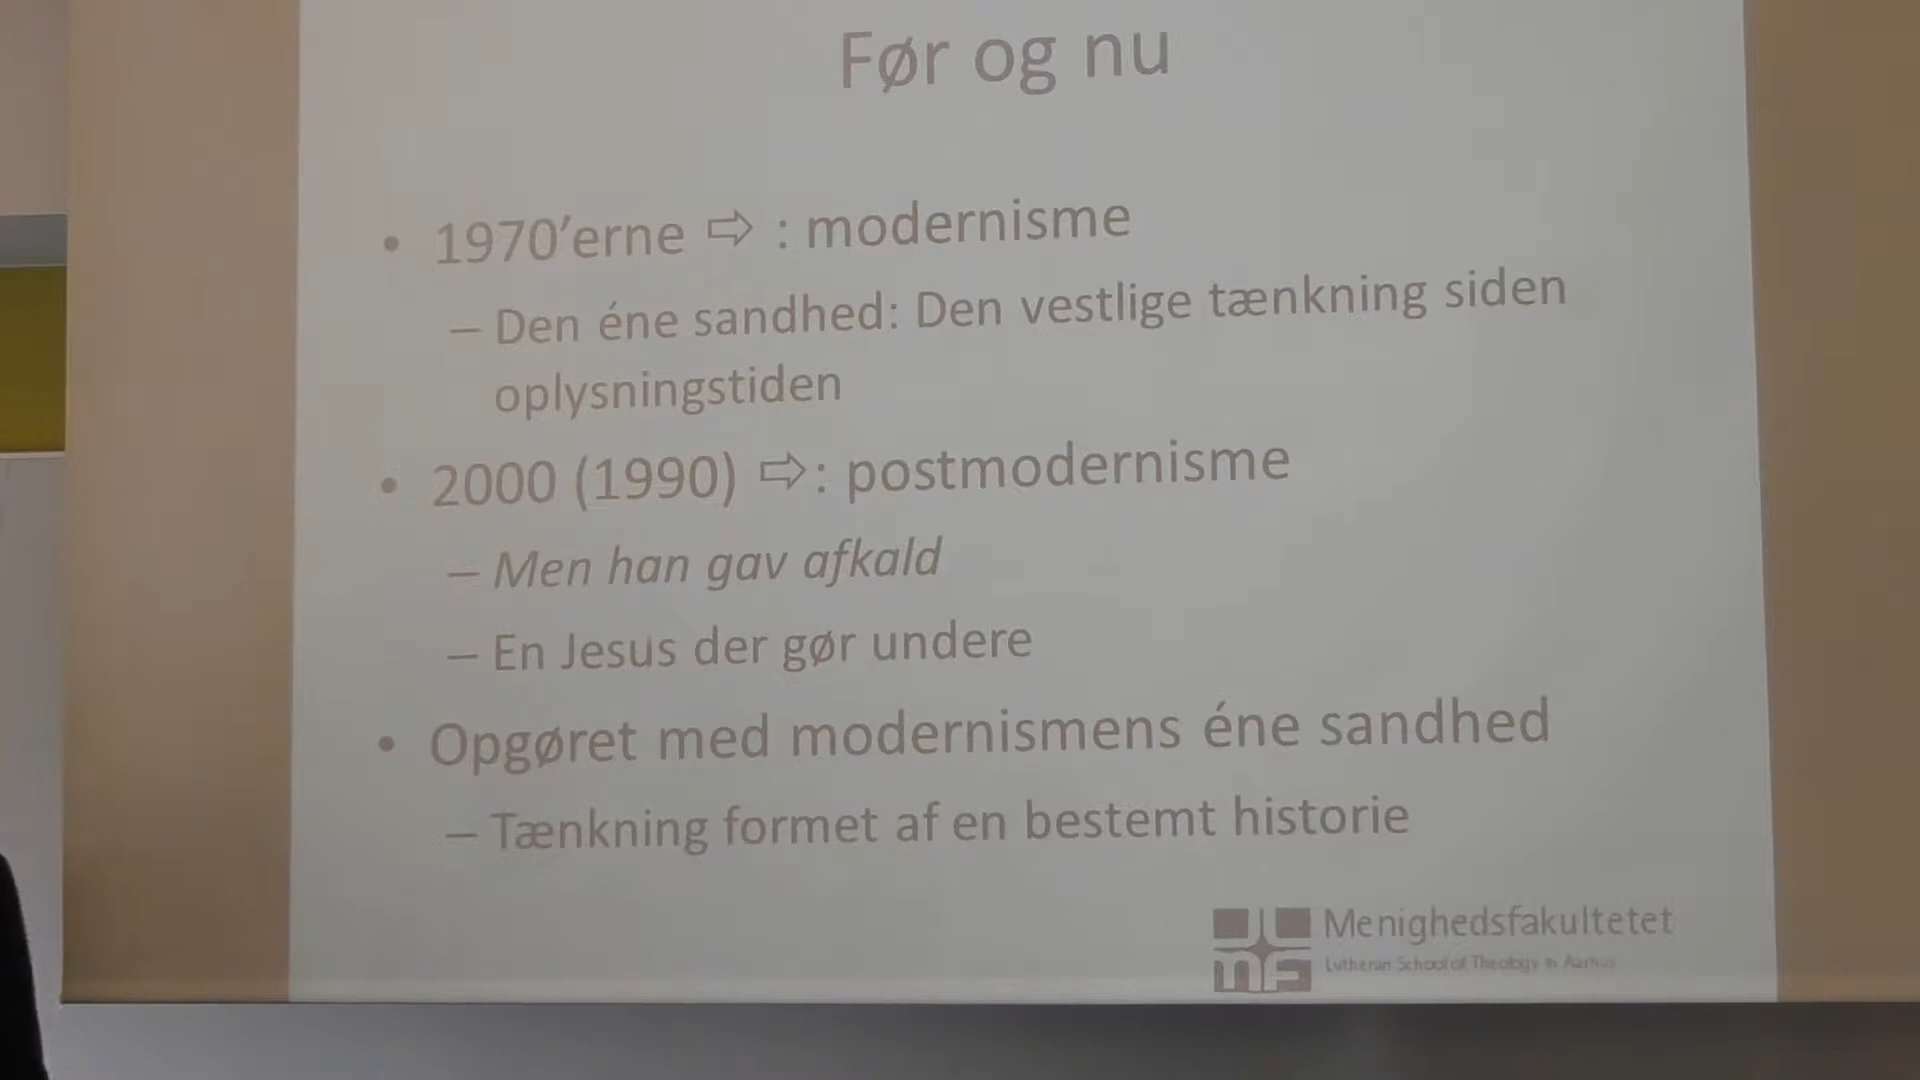 Før og nu
• 1970’erne ⇨ : modernisme
– Den éne sandhed: Den vestlige tænkning siden
oplysningstiden
• 2000 (1990) ⇨: postmodernisme
– Men han gav afkald
– En Jesus der gør undere
• Opgøret med modernismens éne sandhed
– Tænkning formet af en bestemt historie
mf Menighedsfakultetet
Lutheran School of Theology in Aarhus